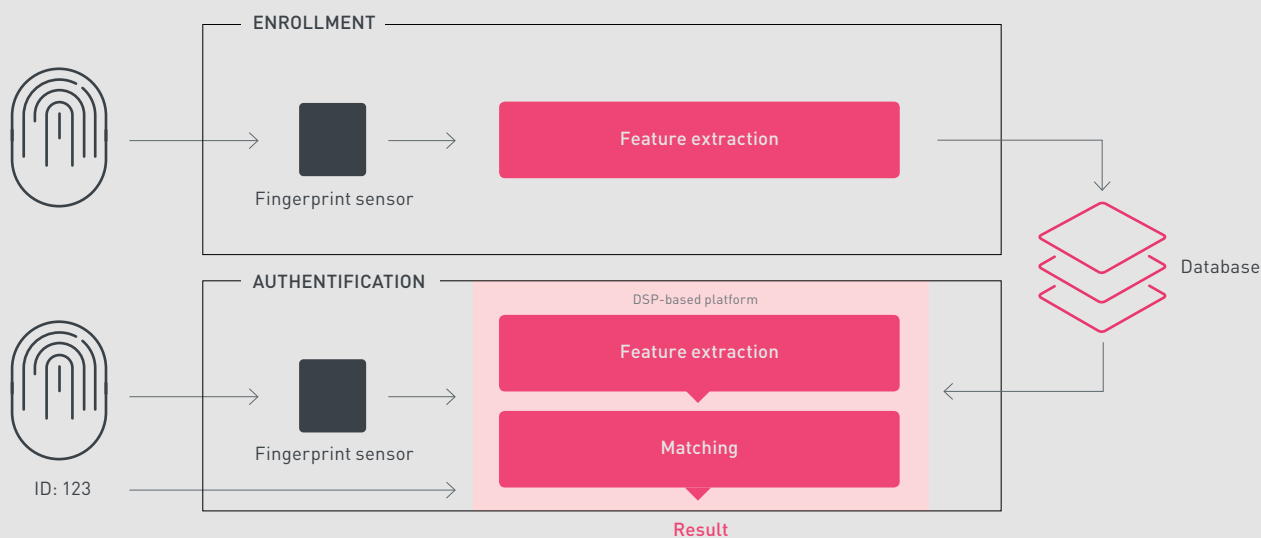 ENROLLMENT
Feature extraction
Fingerprint sensor
Database
AUTHENTIFICATION
DSP-based platform
Feature extraction
Fingerprint sensor
Matching
ID: 123
Result